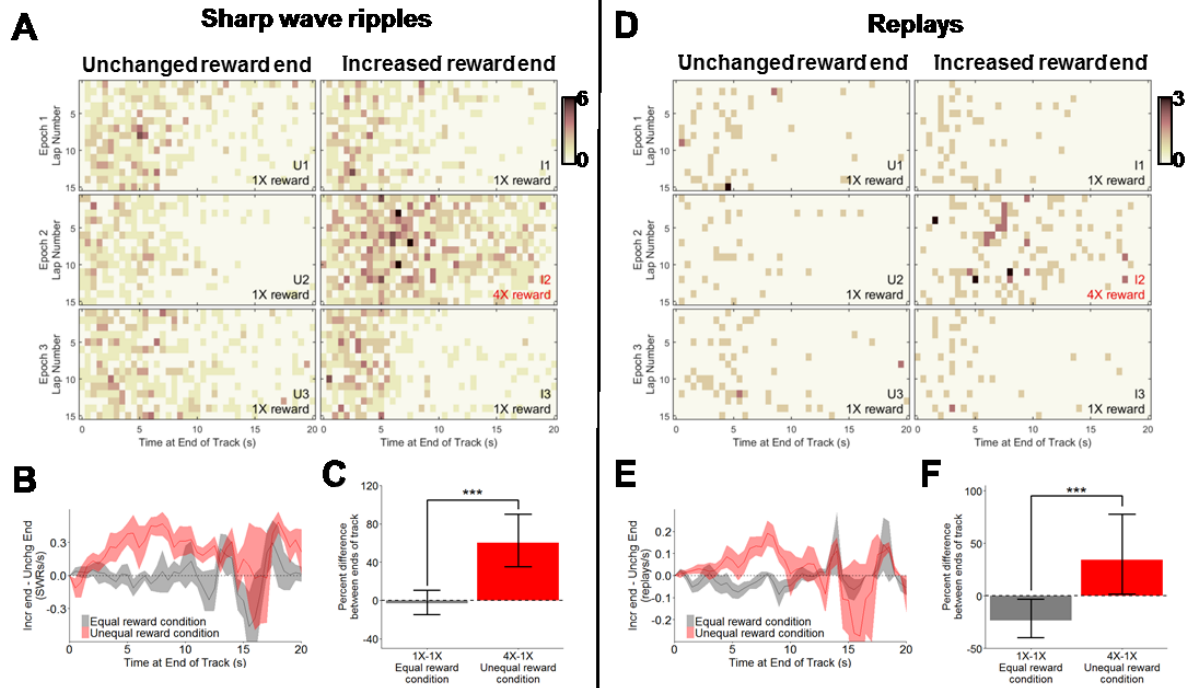 A
Sharp wave ripples
Unchanged reward end
Increased reward end
6
0
Epoch 1
Lap Number
5
10
15
U1
1X reward
I1
1X reward
Epoch 2
Lap Number
5
10
15
U2
1X reward
I2
4X reward
Epoch 3
Lap Number
5
10
15
U3
1X reward
I3
1X reward
0 5 10 15 20
0 5 10 15 20
Time at End of Track (s)
Time at End of Track (s)
B
Incr end - Unchg End
(SWRs/s)
0.3
0.0
-0.3
Equal reward condition
Unequal reward condition
0 5 10 15 20
Time at End of Track (s)
C
Percent difference
between ends of track
120
80
40
0
-40
***
1X-1X
Equal reward
condition
4X-1X
Unequal reward
condition
D
Replays
Unchanged reward end
Increased reward end
3
0
Epoch 1
Lap Number
5
10
15
U1
1X reward
I1
1X reward
Epoch 2
Lap Number
5
10
15
U2
1X reward
I2
4X reward
Epoch 3
Lap Number
5
10
15
U3
1X reward
I3
1X reward
0 5 10 15 20
0 5 10 15 20
Time at End of Track (s)
Time at End of Track (s)
E
Incr end - Unchg End
(replays/s)
0.2
0.1
0.0
-0.1
-0.2
Equal reward condition
Unequal reward condition
0 5 10 15 20
Time at End of Track (s)
F
Percent difference
between ends of track
100
50
0
-50
***
1X-1X
Equal reward
condition
4X-1X
Unequal reward
condition